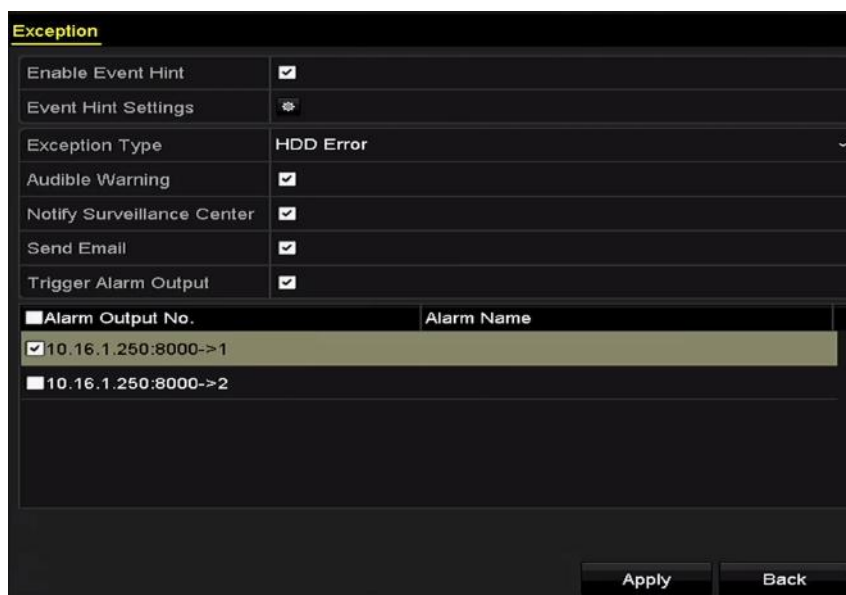 Exception
Enable Event Hint
Event Hint Settings
Exception Type HDD Error
Audible Warning
Notify Surveillance Center
Send Email
Trigger Alarm Output
Alarm Output No. Alarm Name
10.16.1.250:8000->1
10.16.1.250:8000->2
Apply Back